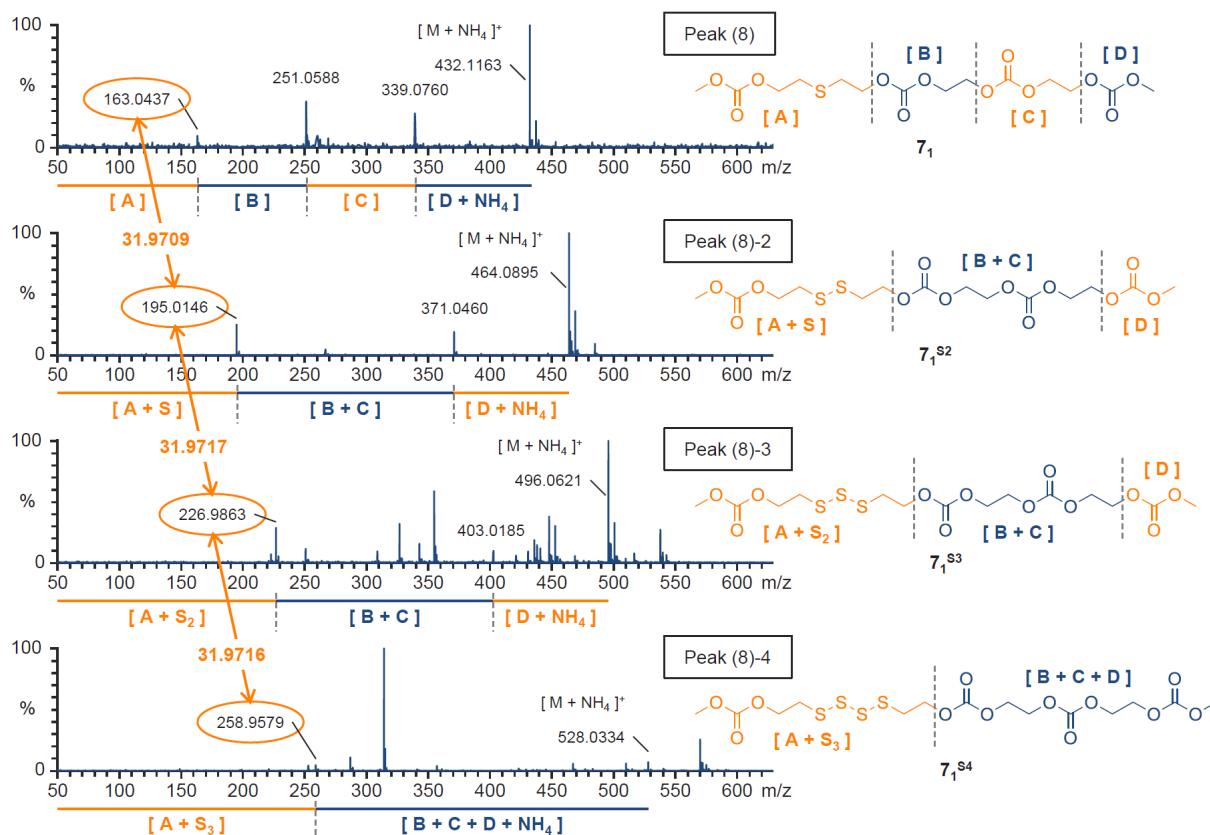 100
%
0
163.0437
251.0588
339.0760
[ M + NH4 ]+
432.1163
50 100 150 200 250 300 350 400 450 500 550 600 m/z
[ A ] [ B ] [ C ] [ D + NH4 ]
Peak (8)
[ B ] [ D ]
O O O S O O O O O O O O O
[ A ] [ C ]
7₁
31.9709
100
%
0
195.0146
371.0460
[ M + NH4 ]+
464.0895
50 100 150 200 250 300 350 400 450 500 550 600 m/z
[ A + S ] [ B + C ] [ D + NH4 ]
Peak (8)-2
[ B + C ]
O O O S S O O O O O O O O O
[ A + S ] [ D ]
7₁S2
31.9717
100
%
0
226.9863
403.0185
[ M + NH4 ]+
496.0621
50 100 150 200 250 300 350 400 450 500 550 600 m/z
[ A + S2 ] [ B + C ] [ D + NH4 ]
Peak (8)-3
[ D ]
O O O S S S O O O O O O O O O
[ A + S2 ] [ B + C ]
7₁S3
31.9716
100
%
0
258.9579
[ M + NH4 ]+
528.0334
50 100 150 200 250 300 350 400 450 500 550 600 m/z
[ A + S3 ] [ B + C + D + NH4 ]
Peak (8)-4
[ B + C + D ]
O O O S S S S O O O O O O O O O
[ A + S3 ]
7₁S4